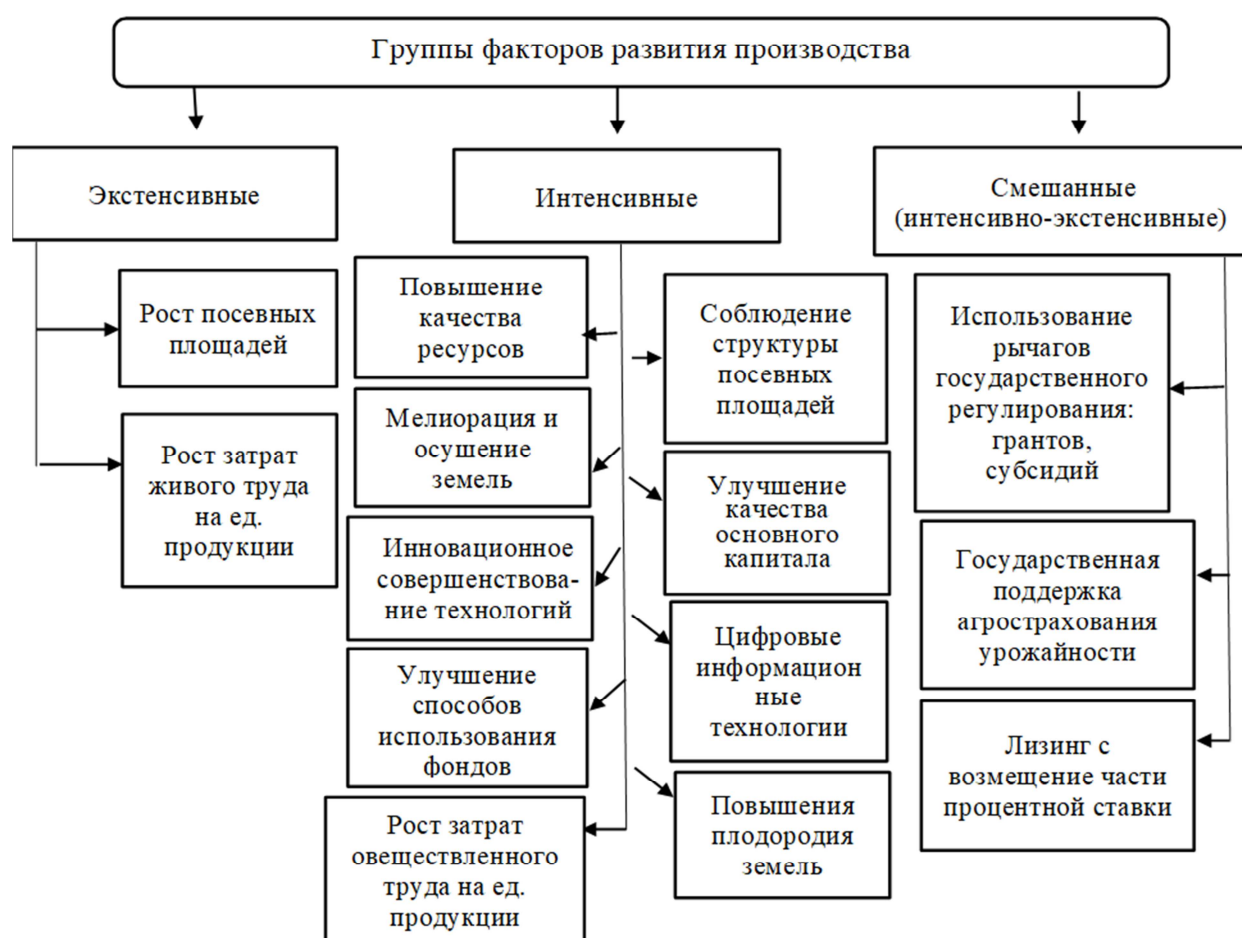 Группы факторов развития производства
Экстенсивные
Интенсивные
Смешанные
(интенсивно-экстенсивные)
Рост посевных
площадей
Рост затрат
живого труда
на ед.
продукции
Повышение
качества
ресурсов
Мелиорация и
осушение
земель
Инновационное
совершенствова-
ние технологий
Улучшение
способов
использования
фондов
Рост затрат
овеществленного
труда на ед.
продукции
Соблюдение
структуры
посевных
площадей
Улучшение
качества
основного
капитала
Цифровые
информацион
ные
технологии
Повышения
плодородия
земель
Использование
рычагов
государственного
регулирования:
грантов,
субсидий
Государственная
поддержка
агрострахования
урожайности
Лизинг с
возмещение части
процентной ставки